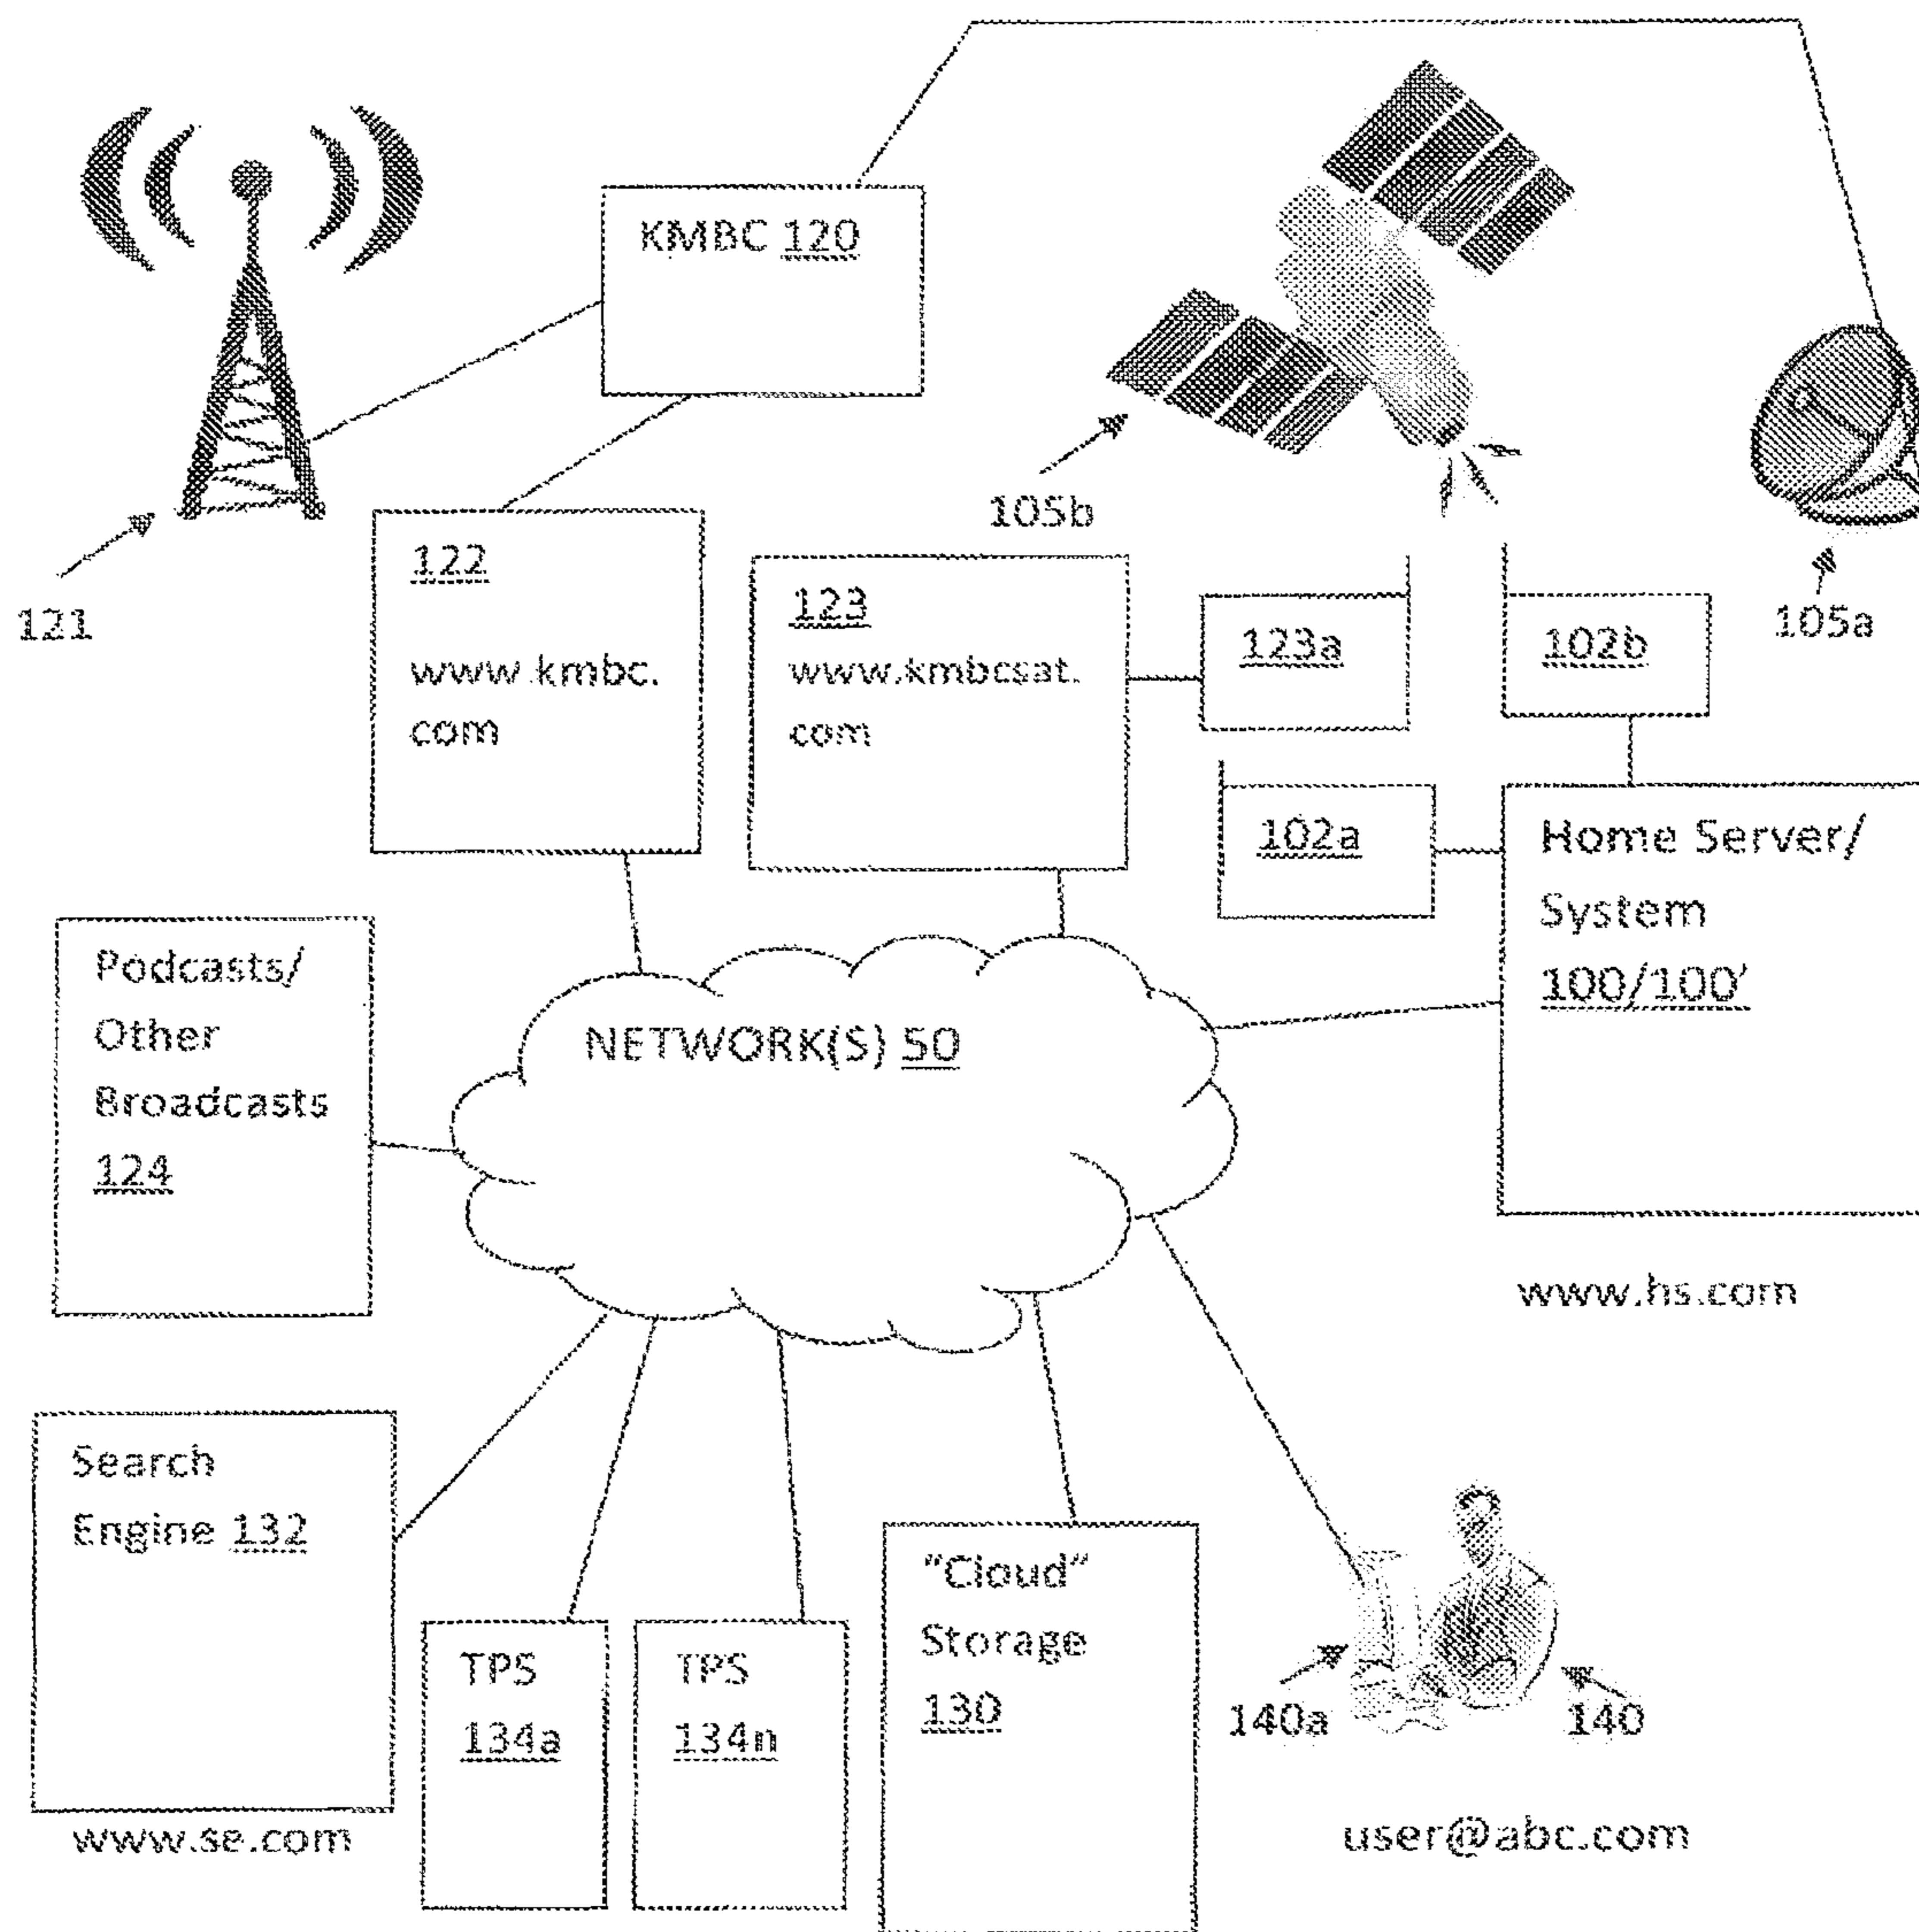 KMBC 120
105b
121
105a
122
www.kmbc.
com
123
www.kmbcsat.
com
123a
102b
102a
Home Server/
System
100/100'
Podcasts/
Other
Broadcasts
124
NETWORK(S) 50
www.hs.com
Search
Engine 132
www.se.com
TPS
134a
TPS
134n
"Cloud"
Storage
130
140a
140
user@abc.com